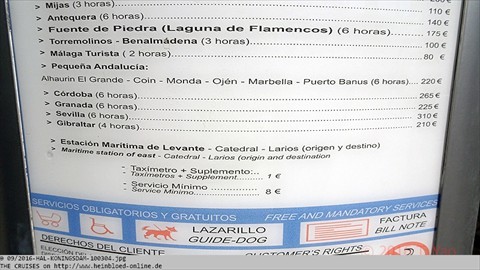 > Mijas (3 horas) 110 €
> Antequera (6 horas) 140 €
> Fuente de Piedra (Laguna de Flamencos) (6 horas) 175 €
> Torremolinos - Benalmádena (3 horas) 100 €
> Málaga Turista (2 horas) 80 €
> Pequeña Andalucía:
Alhaurin El Grande - Coin - Monda - Ojén - Marbella - Puerto Banus (6 horas) 220 €
> Córdoba (6 horas) 265 €
> Granada (6 horas) 225 €
> Sevilla (6 horas) 310 €
> Gibraltar (4 horas) 210 €
> Estación Marítima de Levante - Catedral - Larios (origen y destino)
> Maritime station of east - Catedral - Larios (origin and destination
- Taximetro + Suplemento:..
- Taximetros + Supplement 1 €
- Servicio Mínimo
- Service Minimo 8 €
SERVICIOS OBLIGATORIOS Y GRATUITOS FREE AND MANDATORY SERVICES
LAZARILLO
GUIDE-DOG
FACTURA
BILL NOTE
DERECHOS DEL CLIENTE CUSTOMER'S RIGHTS
© 09/2016-HAL-KONINGSDAM-100304.jpg
THE CRUISES on http://www.heinbloed-online.de